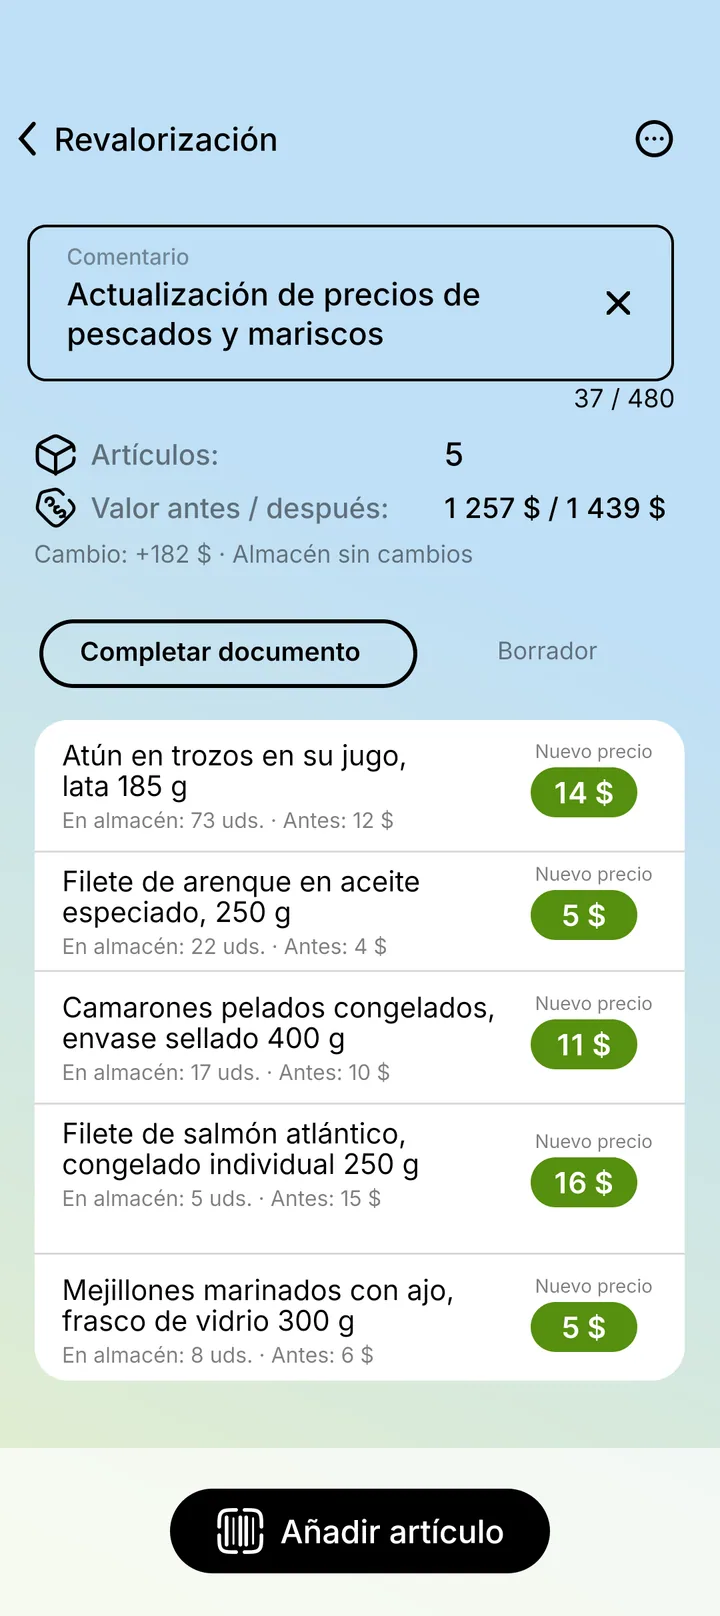 Revalorización
Comentario
Actualización de precios de
pescados y mariscos
37 / 480
Artículos: 5
Valor antes / después: 1 257 $ / 1 439 $
Cambio: +182 $ · Almacén sin cambios
Completar documento Borrador
Atún en trozos en su jugo,
lata 185 g
En almacén: 73 uds. · Antes: 12 $
Nuevo precio
14 $
Filete de arenque en aceite
especiado, 250 g
En almacén: 22 uds. · Antes: 4 $
Nuevo precio
5 $
Camarones pelados congelados,
envase sellado 400 g
En almacén: 17 uds. · Antes: 10 $
Nuevo precio
11 $
Filete de salmón atlántico,
congelado individual 250 g
En almacén: 5 uds. · Antes: 15 $
Nuevo precio
16 $
Mejillones marinados con ajo,
frasco de vidrio 300 g
En almacén: 8 uds. · Antes: 6 $
Nuevo precio
5 $
Añadir artículo